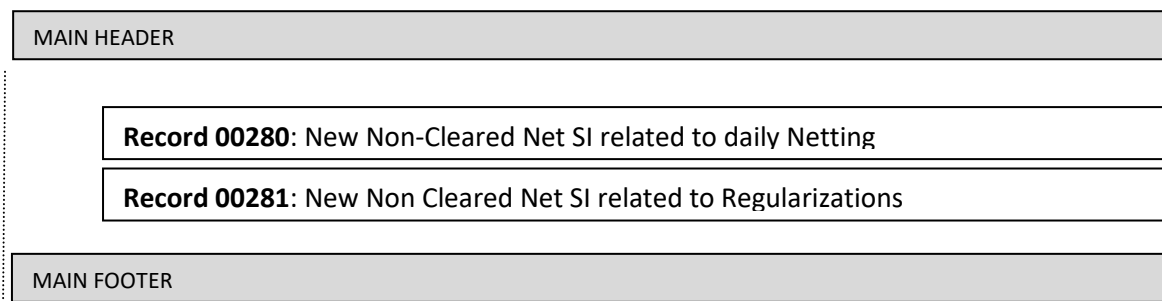 MAIN HEADER
Record 00280: New Non-Cleared Net SI related to daily Netting
Record 00281: New Non Cleared Net SI related to Regularizations
MAIN FOOTER